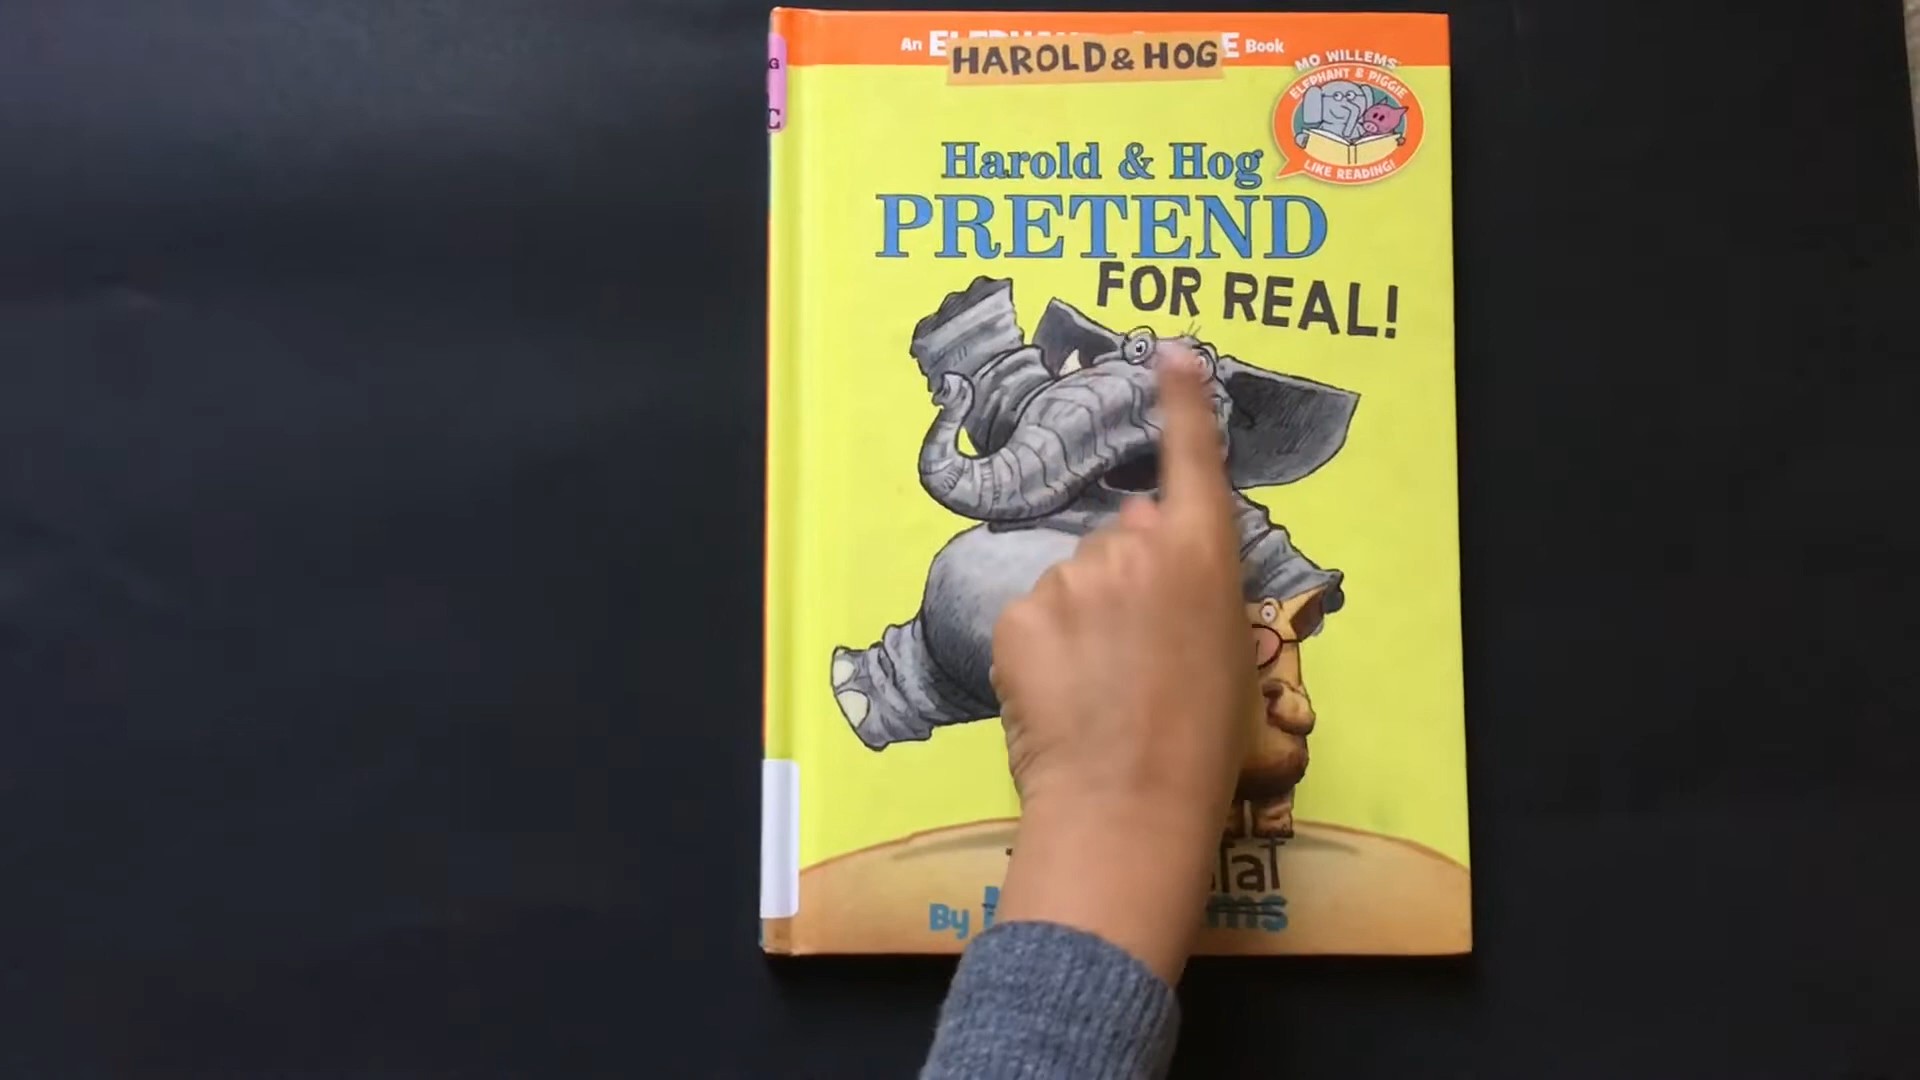 An HAROLD & HOG Book
MO WILLEMS'
ELEPHANT & PIGGIE
LIKE READING!
Harold & Hog
PRETEND
FOR REAL!
By